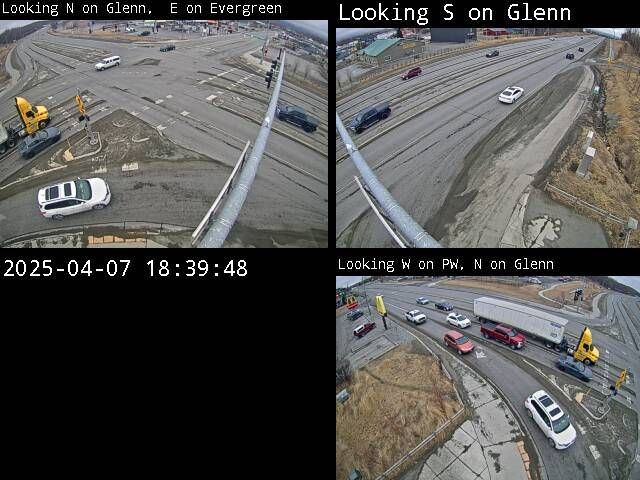 Looking N on Glenn,  E on Evergreen
Looking S on Glenn
2025-04-07 18:39:48
Looking W on PW, N on Glenn